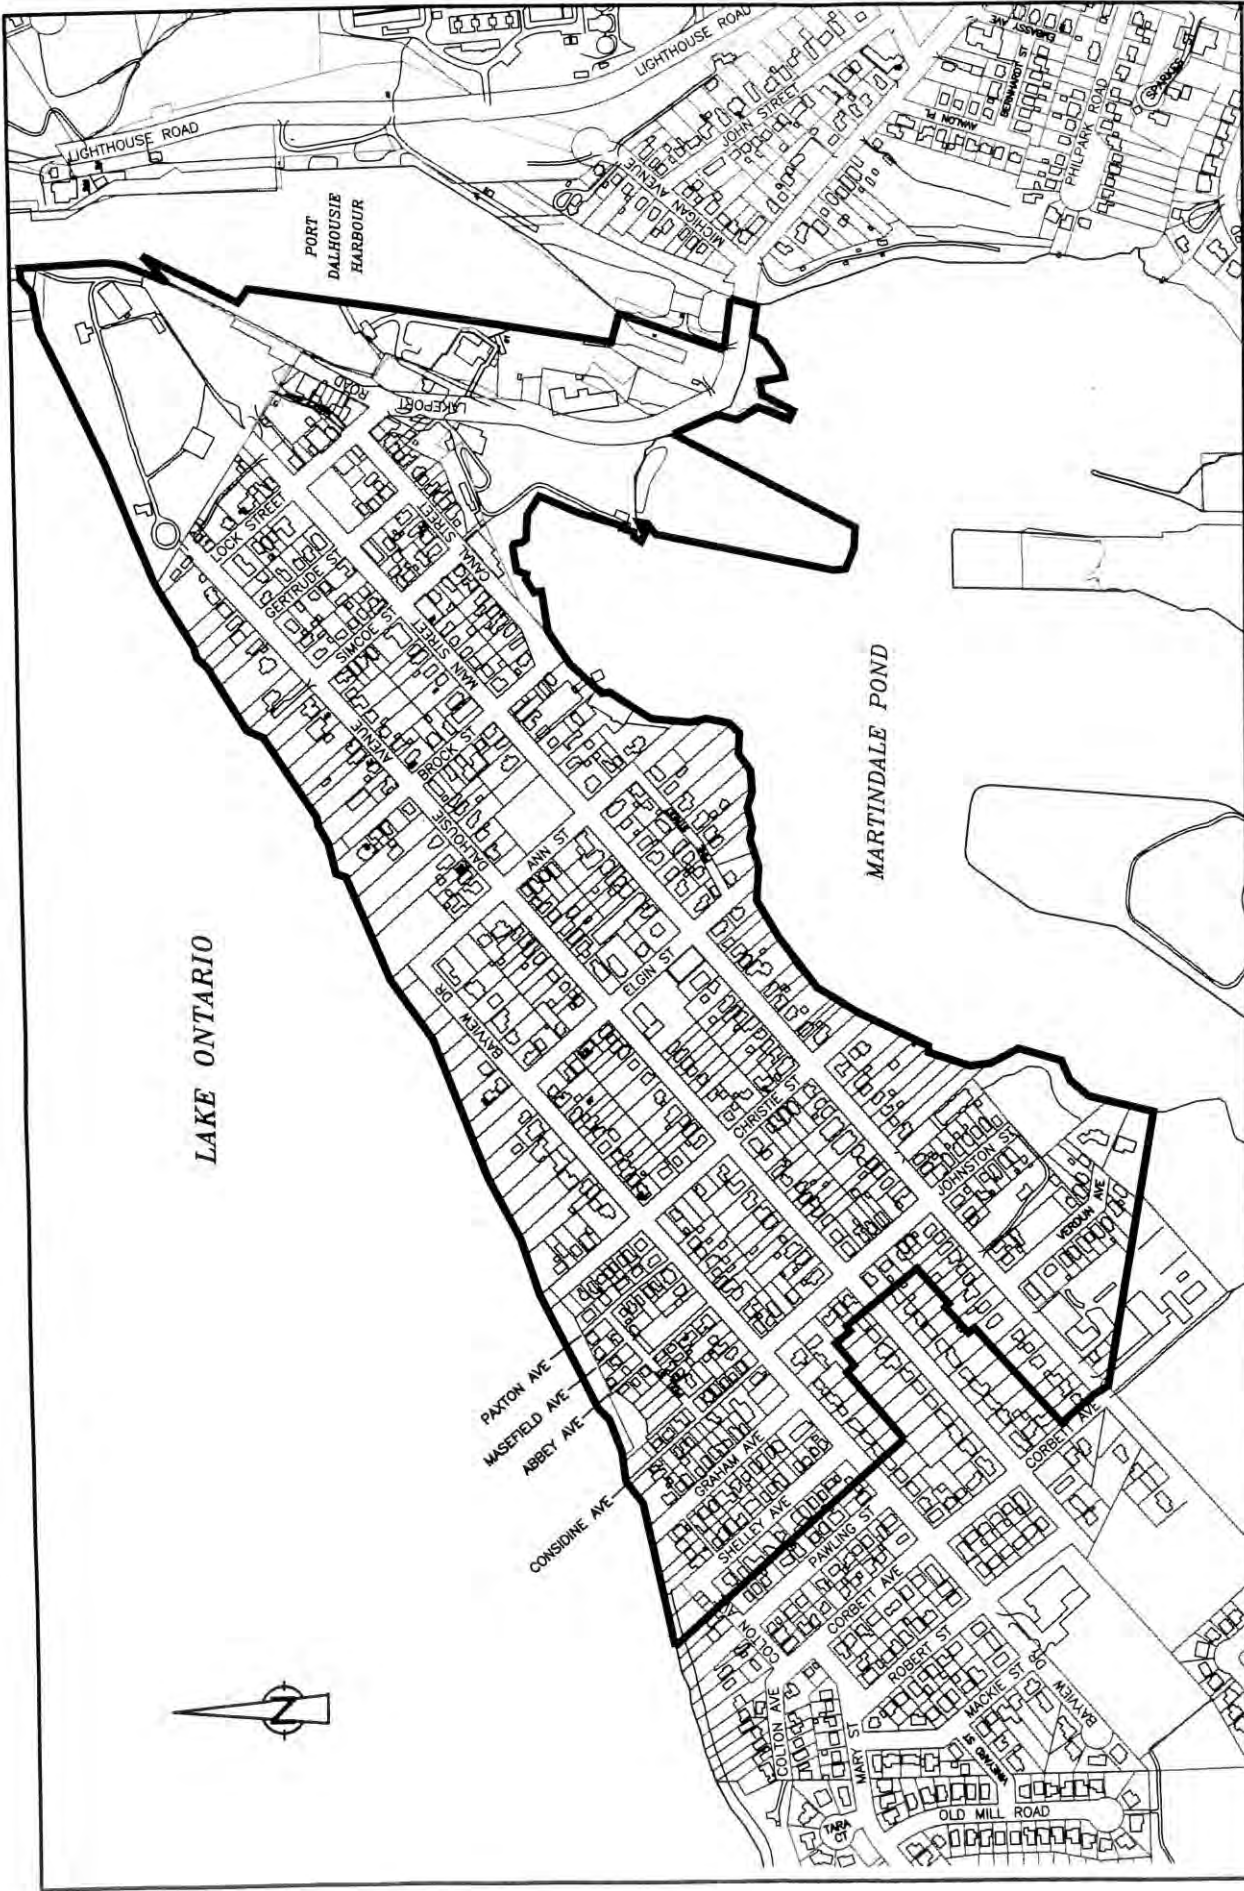 LIGHTHOUSE ROAD
LIGHTHOUSE ROAD
PORT
DALHOUSIE
HARBOUR
JOHN STREET
MICHIGAN AVENUE
EMBASSY AVE
BERNHARDT ST
AVALON PL
PHILPARK ROAD
LAKEPORT
ROAD
LOCK STREET
GERTRUDE ST
SIMCOE ST
MAIN STREET
CANAL STREET
BROCK ST
DALHOUSIE
AVENUE
ANN ST
ELGIN ST
BAYVIEW DR
CHRISTIE ST
JOHNSTON ST
VERDUN AVE
MARTINDALE POND
LAKE ONTARIO
PAXTON AVE
MASEFIELD AVE
ABBEY AVE
CONSIDINE AVE
GRAHAM AVE
SHELLEY AVE
PAWLING ST
CORBETT AVE
CORBETT AVE
COLTON
COLTON AVE
ROBERT ST
MACKIE ST
BAYVIEW
DR
MARY ST
VINEYARD ST
OLD MILL ROAD
TARA
CT
N